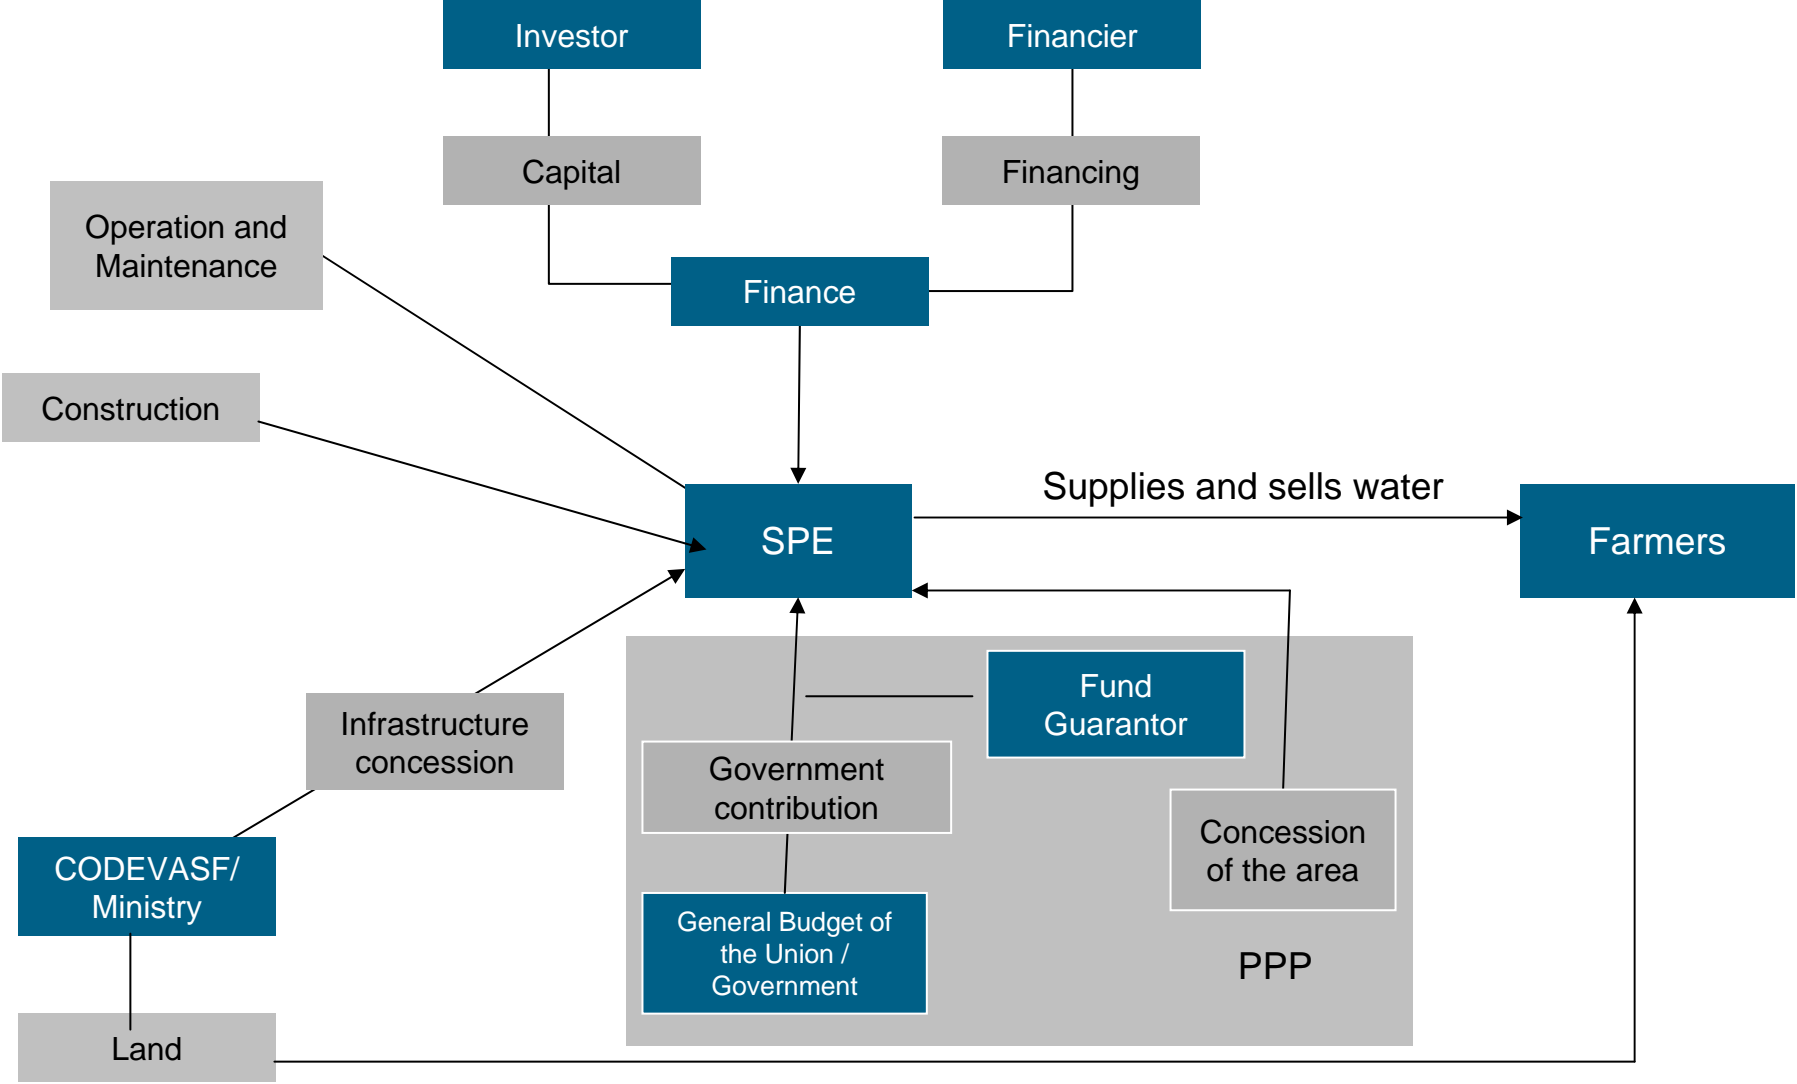 Investor
Financier
Capital
Financing
Operation and
Maintenance
Finance
Construction
Supplies and sells water
SPE
Farmers
Fund
Guarantor
Infrastructure
concession
Government
contribution
Concession
of the area
CODEVASF/
Ministry
General Budget of
the Union /
Government
PPP
Land